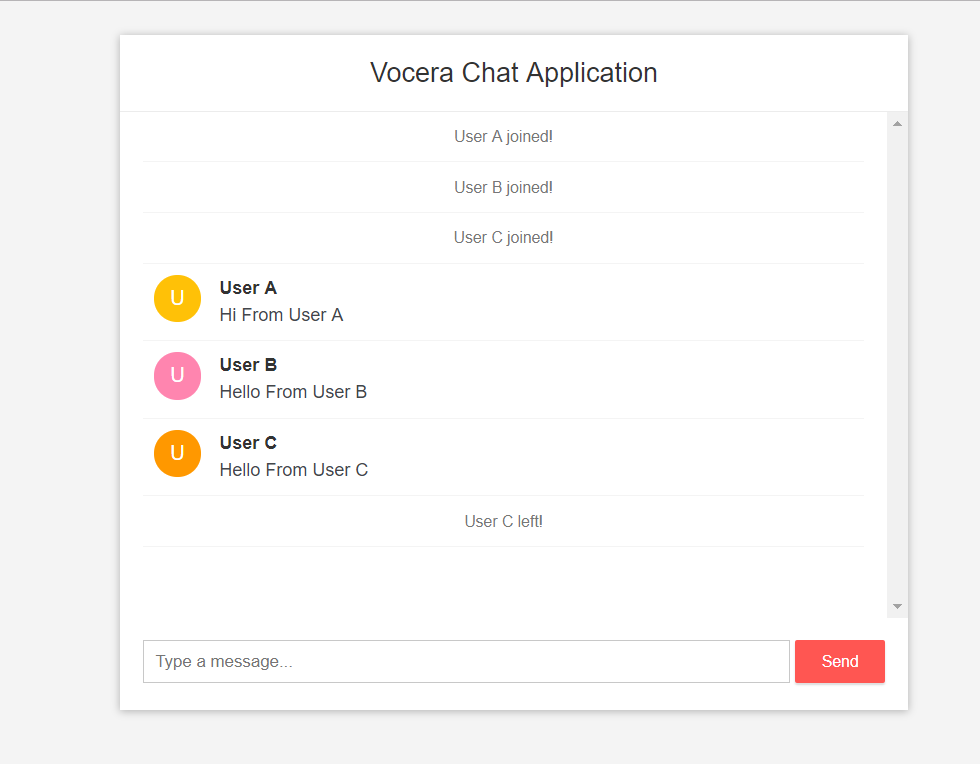 Vocera Chat Application
User A joined!
User B joined!
User C joined!
U
User A
Hi From User A
U
User B
Hello From User B
U
User C
Hello From User C
User C left!
Type a message...
Send